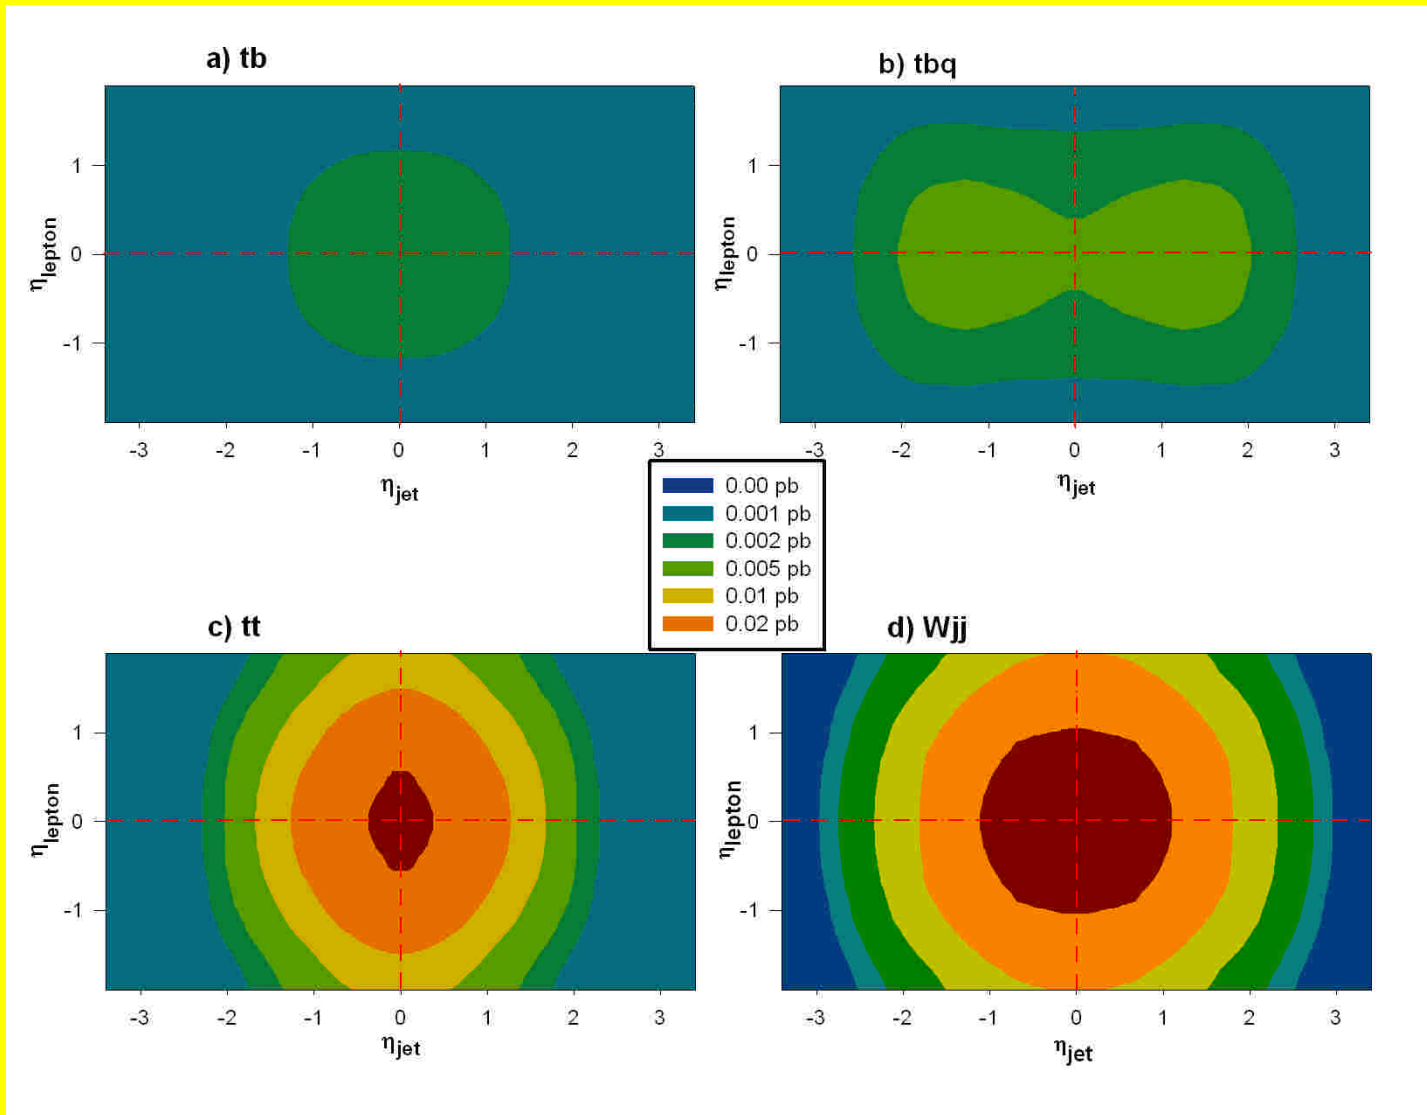 a) tb
b) tbq
1
0
-1
ηlepton
-3 -2 -1 0 1 2 3
ηjet
1
0
-1
ηlepton
-3 -2 -1 0 1 2 3
ηjet
0.00 pb
0.001 pb
0.002 pb
0.005 pb
0.01 pb
0.02 pb
c) tt
d) Wjj
1
0
-1
ηlepton
-3 -2 -1 0 1 2 3
ηjet
1
0
-1
ηlepton
-3 -2 -1 0 1 2 3
ηjet